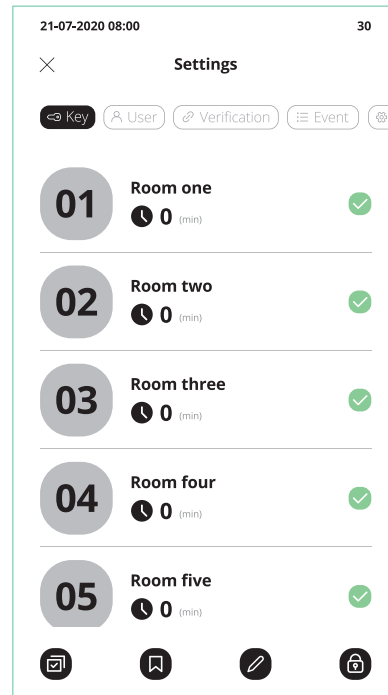 21-07-2020 08:00 30
Settings
Key User Verification Event
01 Room one
0 (min)
02 Room two
0 (min)
03 Room three
0 (min)
04 Room four
0 (min)
05 Room five
0 (min)